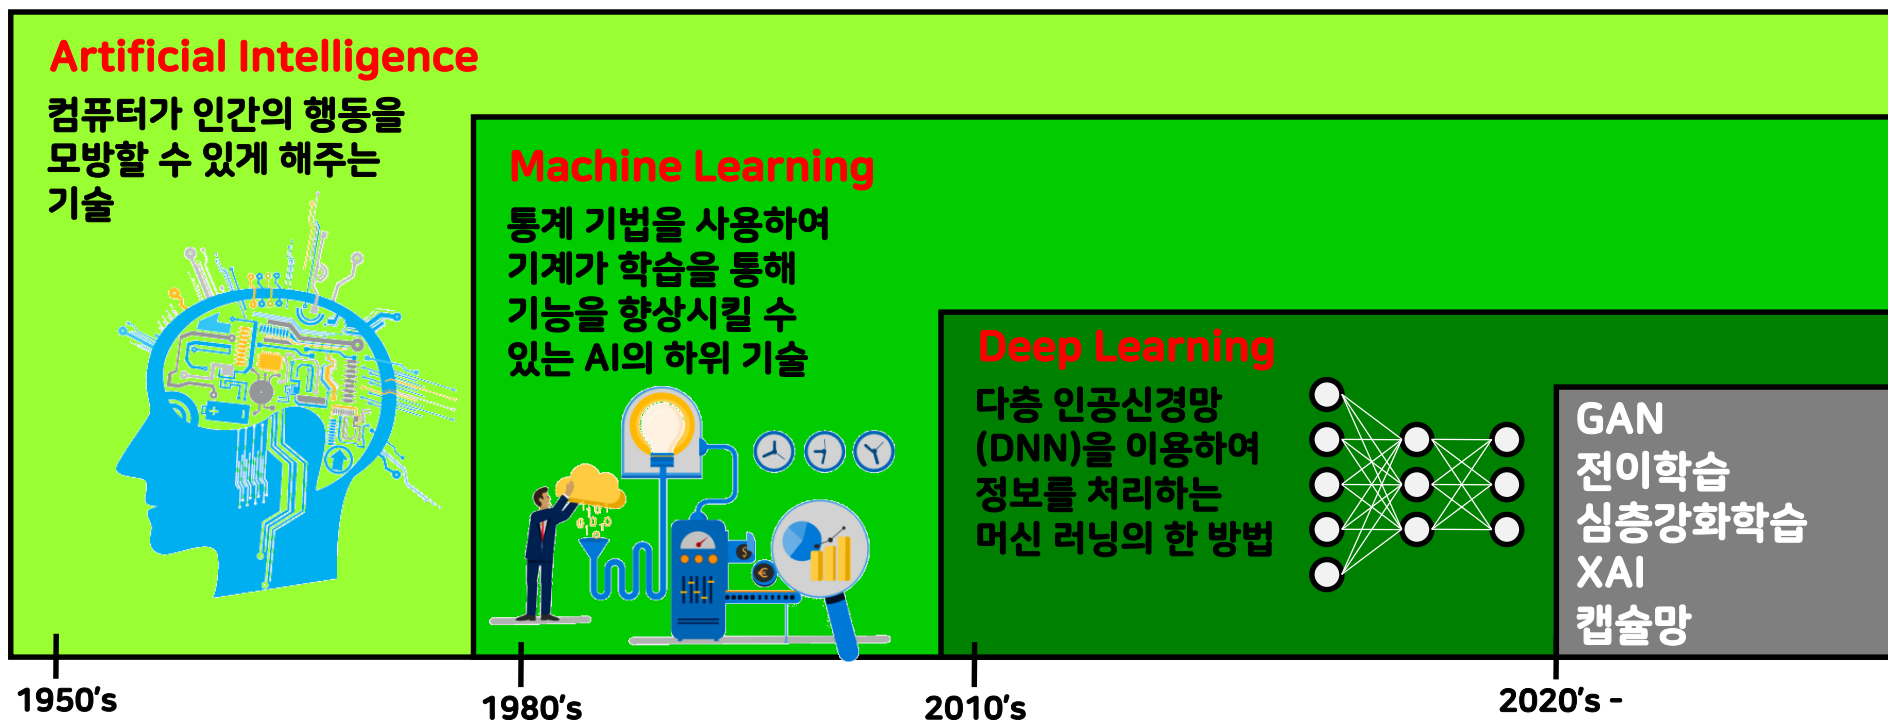 Artificial Intelligence
컴퓨터가 인간의 행동을
모방할 수 있게 해주는
기술
Machine Learning
통계 기법을 사용하여
기계가 학습을 통해
기능을 향상시킬 수
있는 AI의 하위 기술
Deep Learning
다층 인공신경망
(DNN)을 이용하여
정보를 처리하는
머신 러닝의 한 방법
GAN
전이학습
심층강화학습
XAI
캡슐망
1950's
1980's
2010's
2020's -